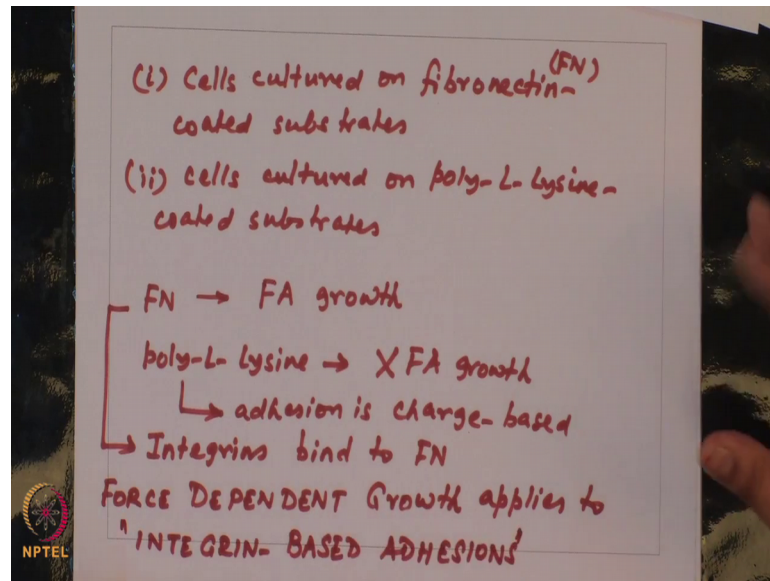 (i) Cells cultured on fibronectin- (FN)
coated substrates
(ii) Cells cultured on poly-L-Lysine-
coated substrates
FN → FA growth
poly-L-Lysine → X FA growth
↳ adhesion is charge-based
→ Integrins bind to FN
FORCE DEPENDENT Growth applies to
"INTEGRIN-BASED ADHESIONS"
NPTEL